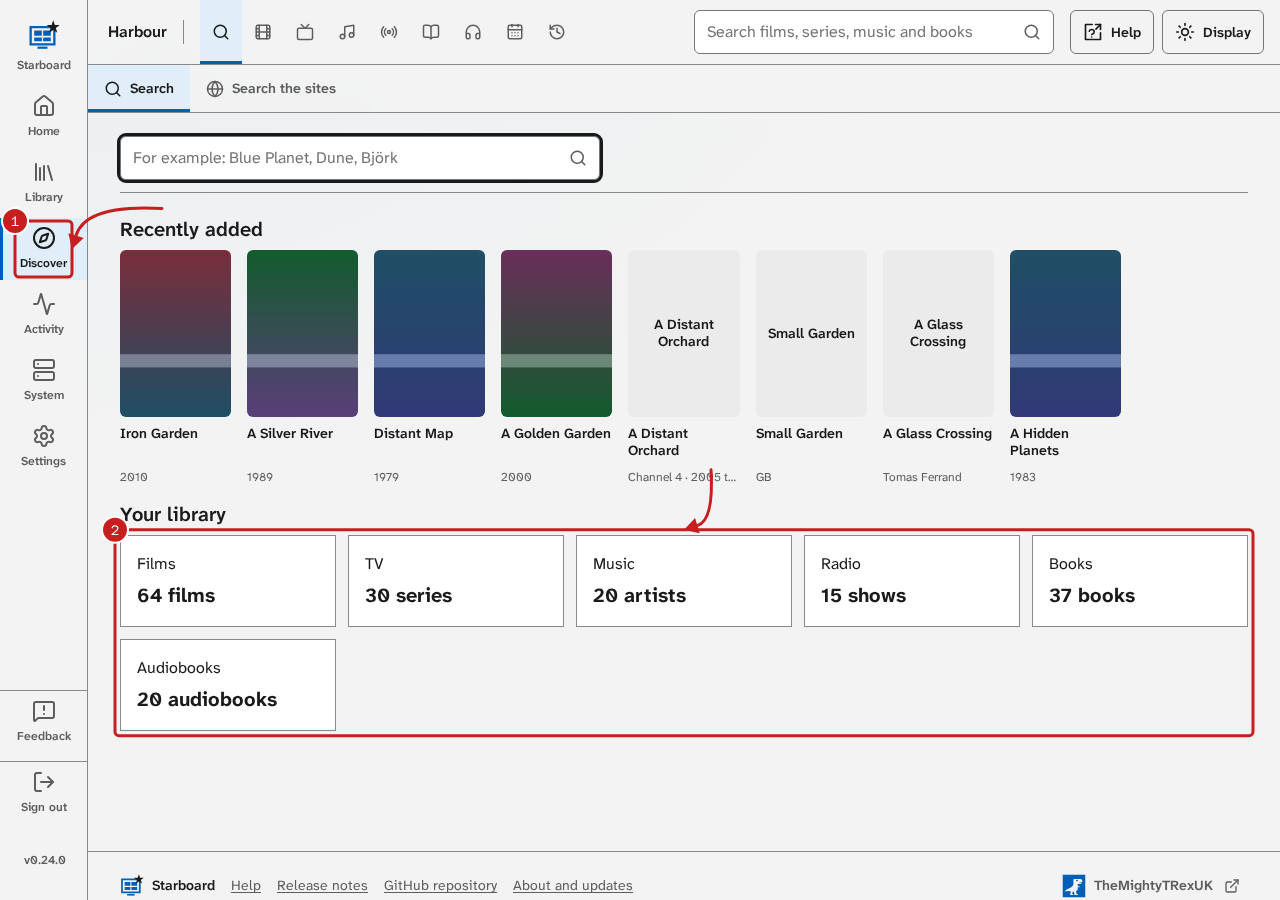 Starboard
Home
Library
1
Discover
Activity
System
Settings
Feedback
Sign out
v0.24.0
Harbour
Search films, series, music and books
Help
Display
Search
Search the sites
For example: Blue Planet, Dune, Björk
Recently added
A Distant
Orchard
Small Garden
A Glass
Crossing
Iron Garden
2010
A Silver River
1989
Distant Map
1979
A Golden Garden
2000
A Distant
Orchard
Channel 4 · 2005 t...
Small Garden
GB
A Glass Crossing
Tomas Ferrand
A Hidden
Planets
1983
Your library
2
Films
64 films
TV
30 series
Music
20 artists
Radio
15 shows
Books
37 books
Audiobooks
20 audiobooks
Starboard
Help
Release notes
GitHub repository
About and updates
TheMightyTRexUK